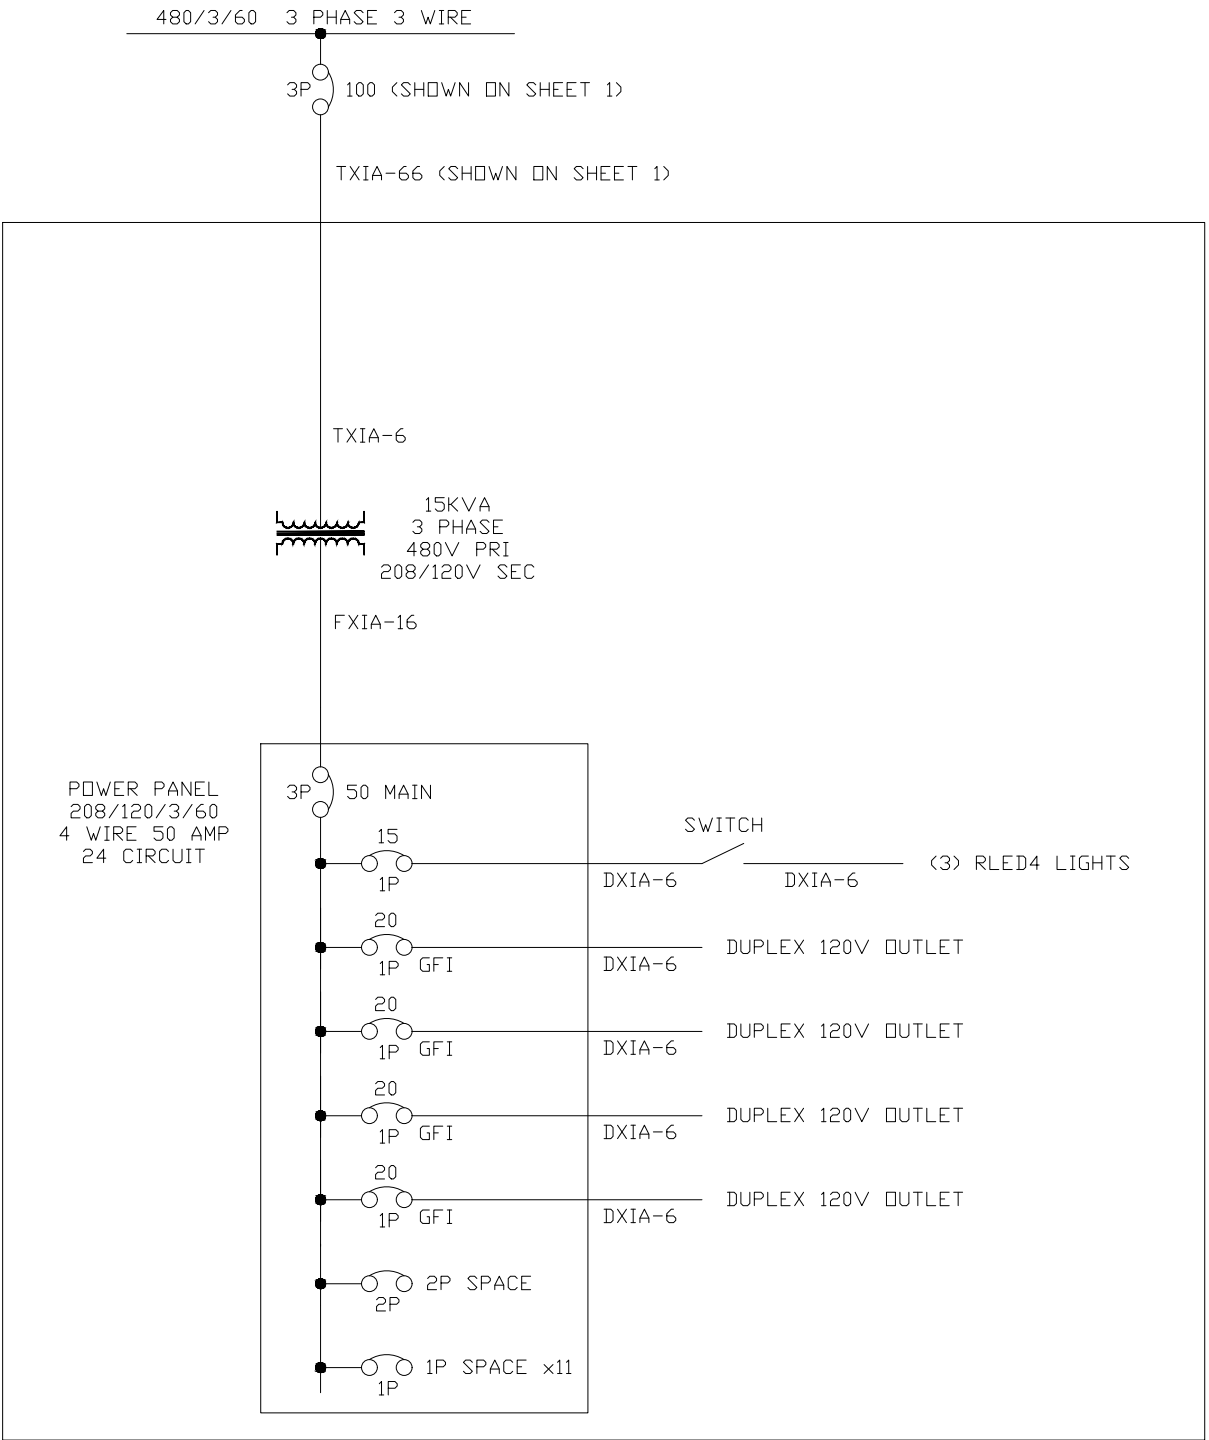 480/3/60 3 PHASE 3 WIRE
3P 100 (SHOWN ON SHEET 1)
TXIA-66 (SHOWN ON SHEET 1)
TXIA-6
15KVA
3 PHASE
480V PRI
208/120V SEC
FXIA-16
POWER PANEL
208/120/3/60
4 WIRE 50 AMP
24 CIRCUIT
3P 50 MAIN
15
1P
DXIA-6
SWITCH
DXIA-6
(3) RLED4 LIGHTS
20
1P GFI
DXIA-6
DUPLEX 120V OUTLET
20
1P GFI
DXIA-6
DUPLEX 120V OUTLET
20
1P GFI
DXIA-6
DUPLEX 120V OUTLET
20
1P GFI
DXIA-6
DUPLEX 120V OUTLET
2P SPACE
2P
1P SPACE x11
1P